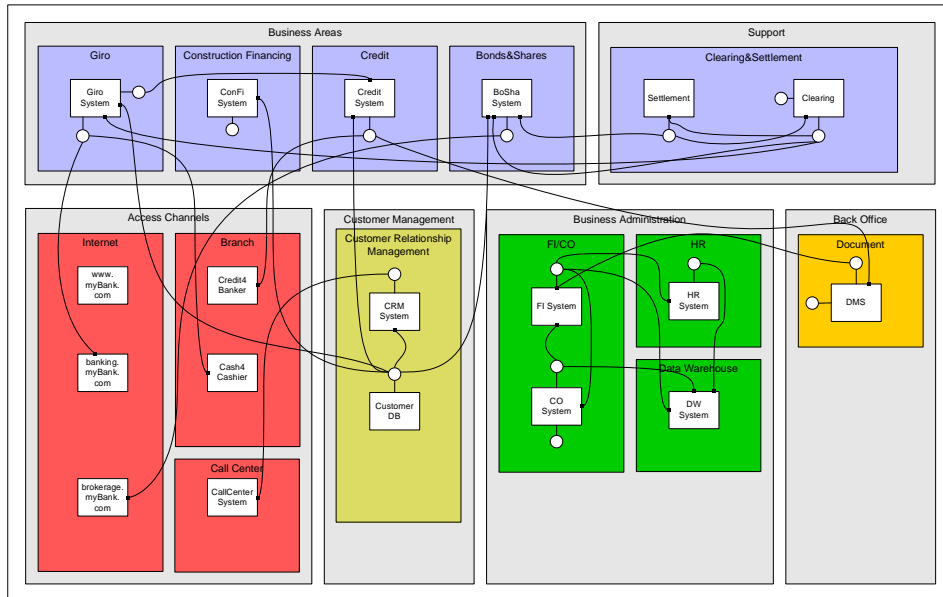 Business Areas
Support
Giro
Construction Financing
Credit
Bonds&Shares
Clearing&Settlement
Giro
System
ConFi
System
Credit
System
BoSha
System
Settlement
Clearing
Access Channels
Customer Management
Business Administration
Back Office
Internet
Branch
Customer Relationship
Management
FI/CO
HR
Document
www.
myBank.
com
Credit4
Banker
CRM
System
FI System
HR
System
DMS
banking.
myBank.
com
Cash4
Cashier
Customer
DB
CO
System
Data Warehouse
DW
System
Call Center
brokerage.
myBank.
com
CallCenter
System